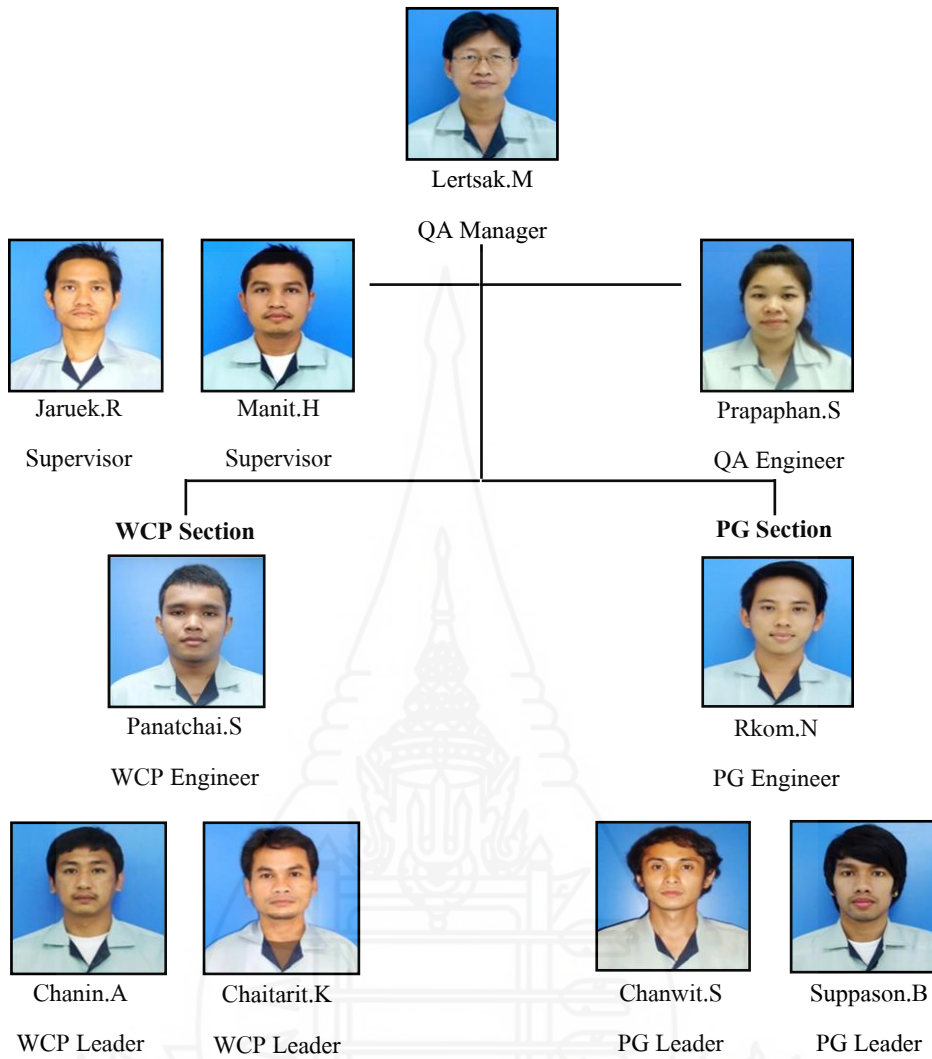 Lertsak.M
QA Manager
Jaruek.R
Supervisor
Manit.H
Supervisor
Prapaphan.S
QA Engineer
WCP Section
Panatchai.S
WCP Engineer
PG Section
Rkom.N
PG Engineer
Chanin.A
WCP Leader
Chaitarit.K
WCP Leader
Chanwit.S
PG Leader
Suppason.B
PG Leader